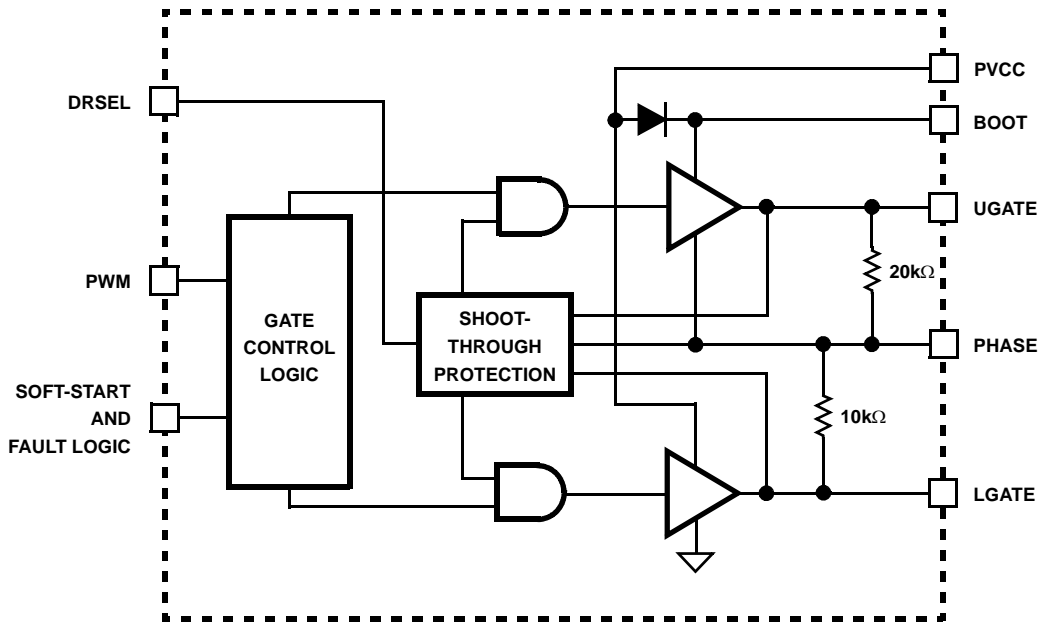 DRSEL
PWM
SOFT-START
AND
FAULT LOGIC
GATE
CONTROL
LOGIC
SHOOT-
THROUGH
PROTECTION
20kΩ
10kΩ
PVCC
BOOT
UGATE
PHASE
LGATE